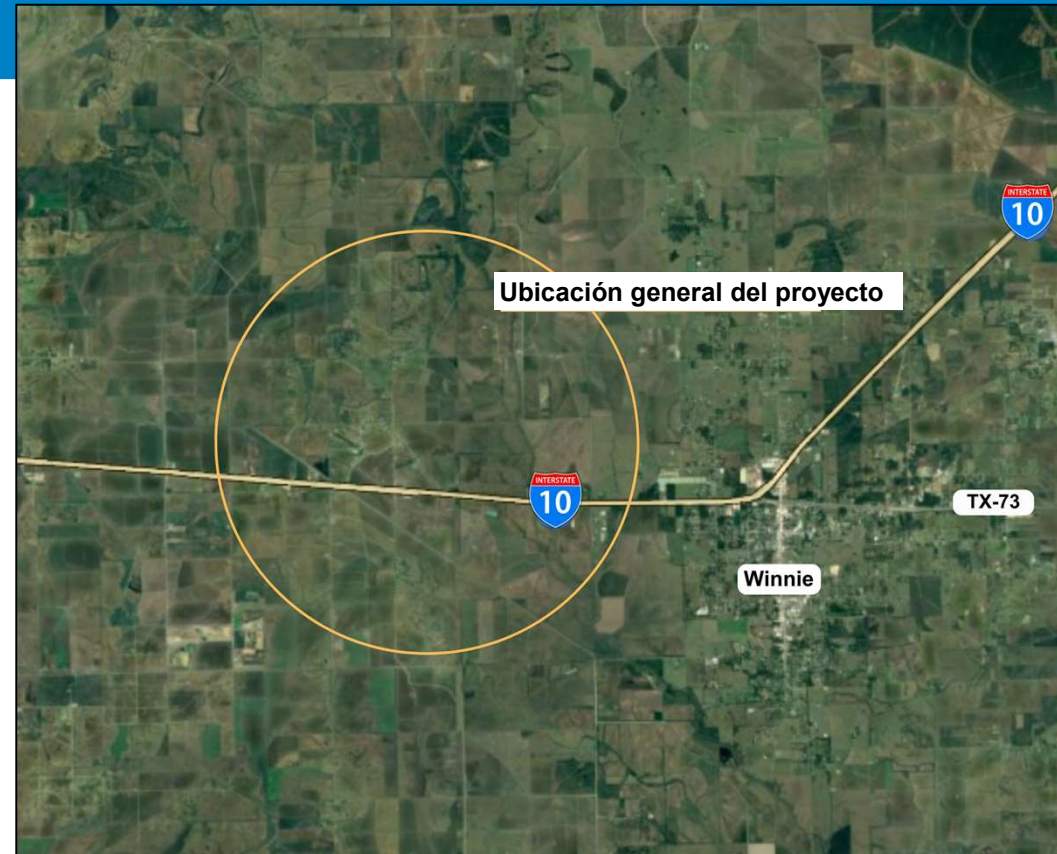 INTERSTATE
10
Ubicación general del proyecto
INTERSTATE
10
TX-73
Winnie